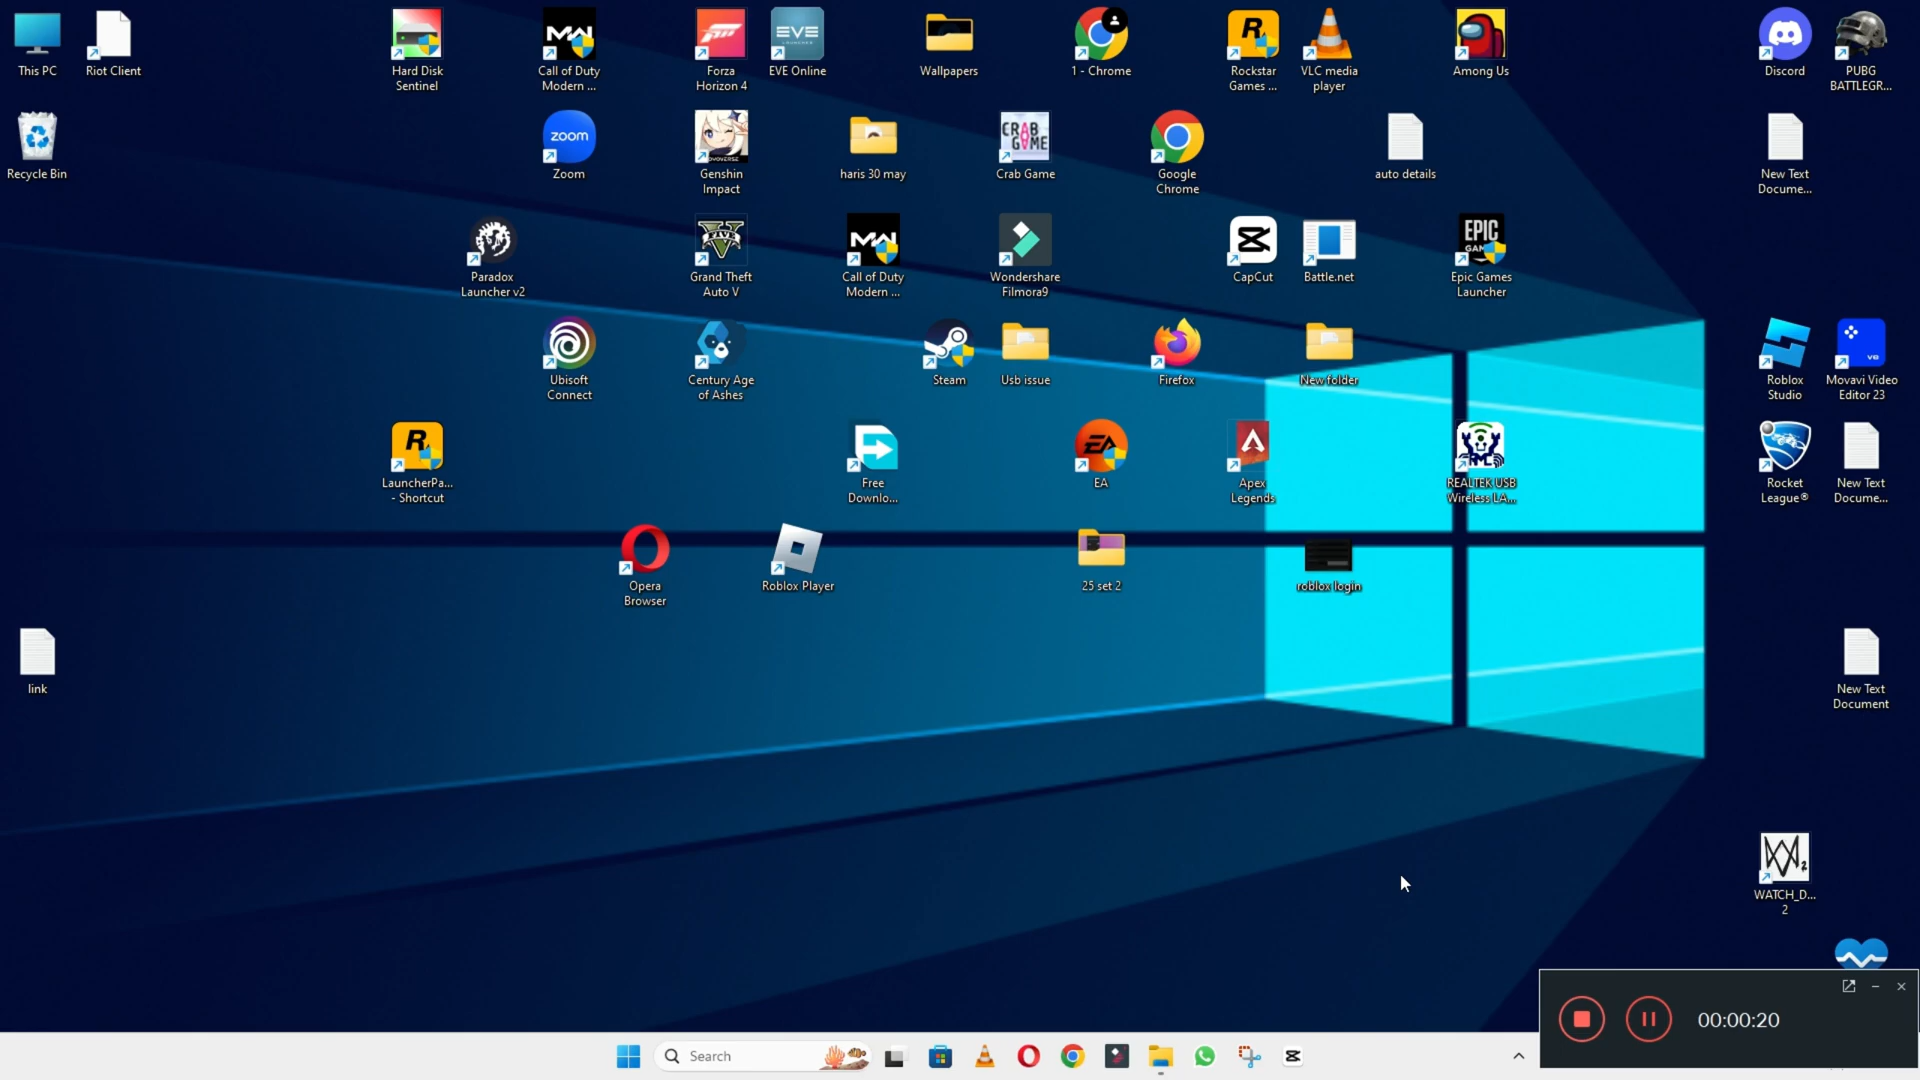 This PC
Riot Client
Hard Disk
Sentinel
Call of Duty
Modern ...
Forza
Horizon 4
EVE
EVE Online
Wallpapers
1 - Chrome
Rockstar
Games ...
VLC media
player
Among Us
Discord
PUBG
BATTLEGR...
Recycle Bin
zoom
Zoom
Genshin
Impact
haris 30 may
CRAB
GAME
Crab Game
Google
Chrome
auto details
New Text
Docume...
Paradox
Launcher v2
Grand Theft
Auto V
Call of Duty
Modern ...
Wondershare
Filmora9
CapCut
Battle.net
EPIC
Epic Games
Launcher
Ubisoft
Connect
Century Age
of Ashes
Steam
Usb issue
Firefox
New folder
Roblox
Studio
Movavi Video
Editor 23
LauncherPa...
- Shortcut
Free
Downlo...
EA
EA
Apex
Legends
REALTEK USB
Wireless LA...
Rocket
League®
New Text
Docume...
Opera
Browser
Roblox Player
25 set 2
roblox login
link
New Text
Document
WATCH_D...
2
00:00:20
Search